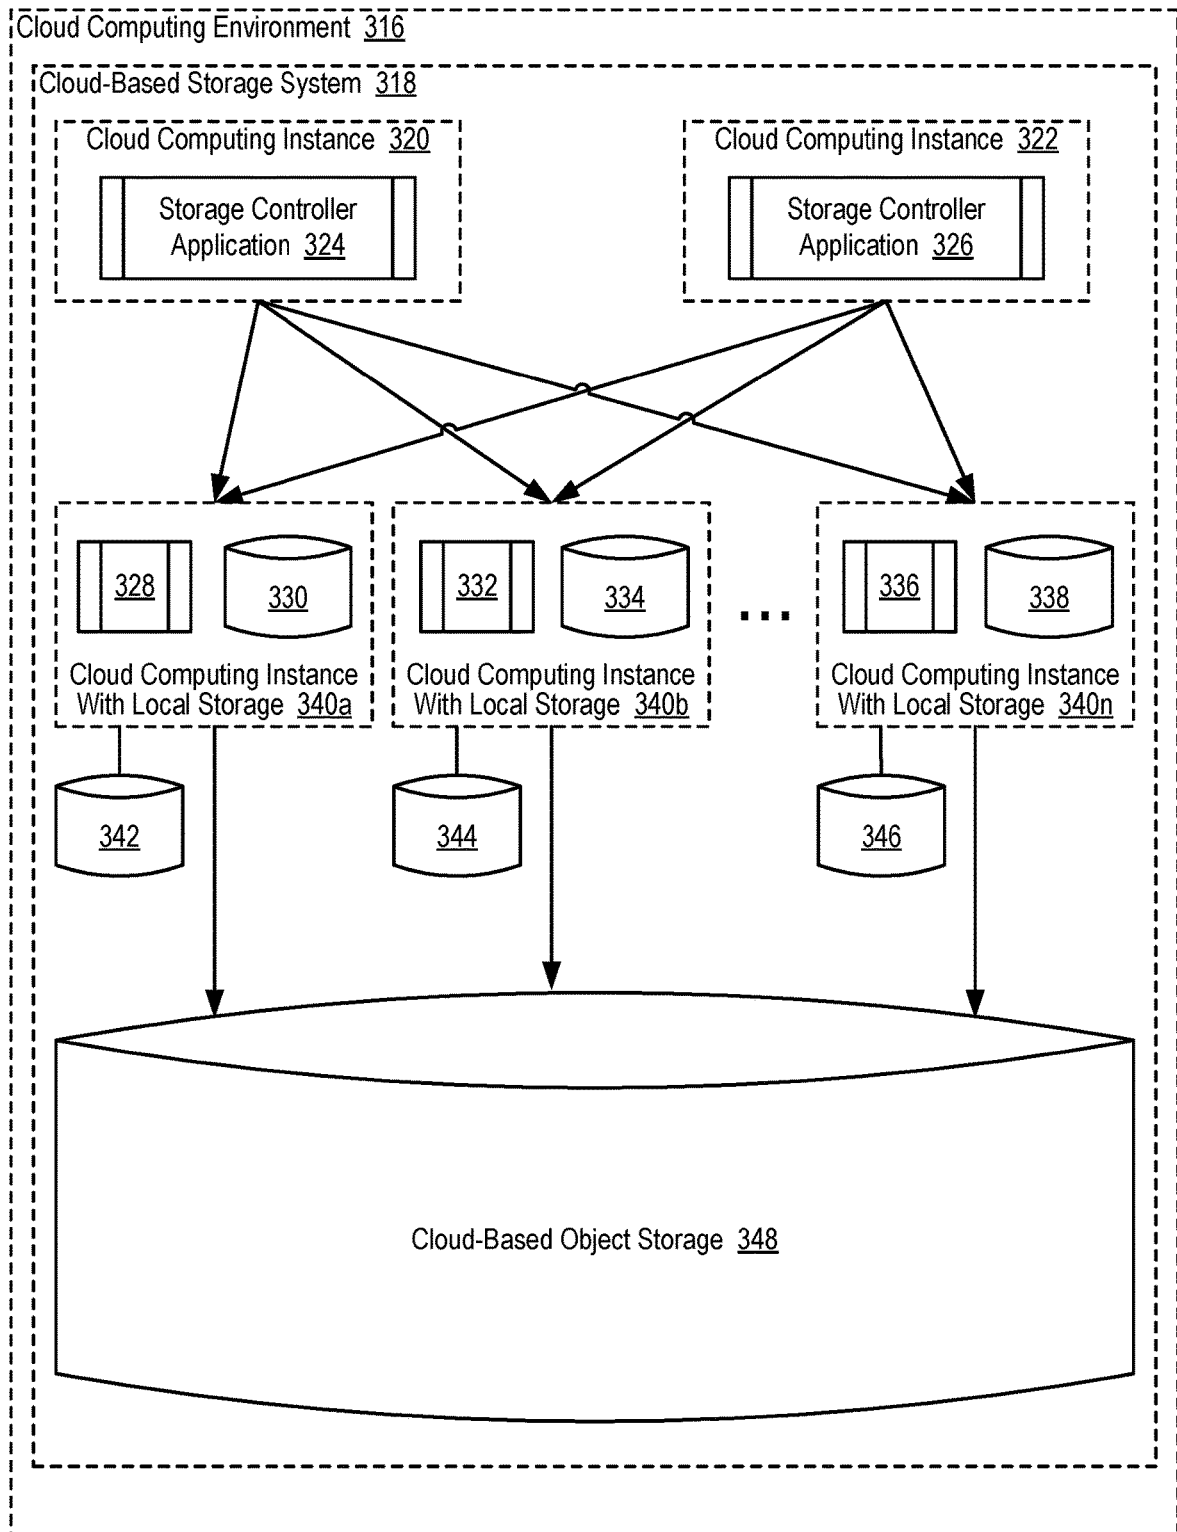 Cloud Computing Environment 316
Cloud-Based Storage System 318
Cloud Computing Instance 320
Storage Controller
Application 324
Cloud Computing Instance 322
Storage Controller
Application 326
328
330
Cloud Computing Instance
With Local Storage 340a
332
334
Cloud Computing Instance
With Local Storage 340b
...
336
338
Cloud Computing Instance
With Local Storage 340n
342
344
346
Cloud-Based Object Storage 348